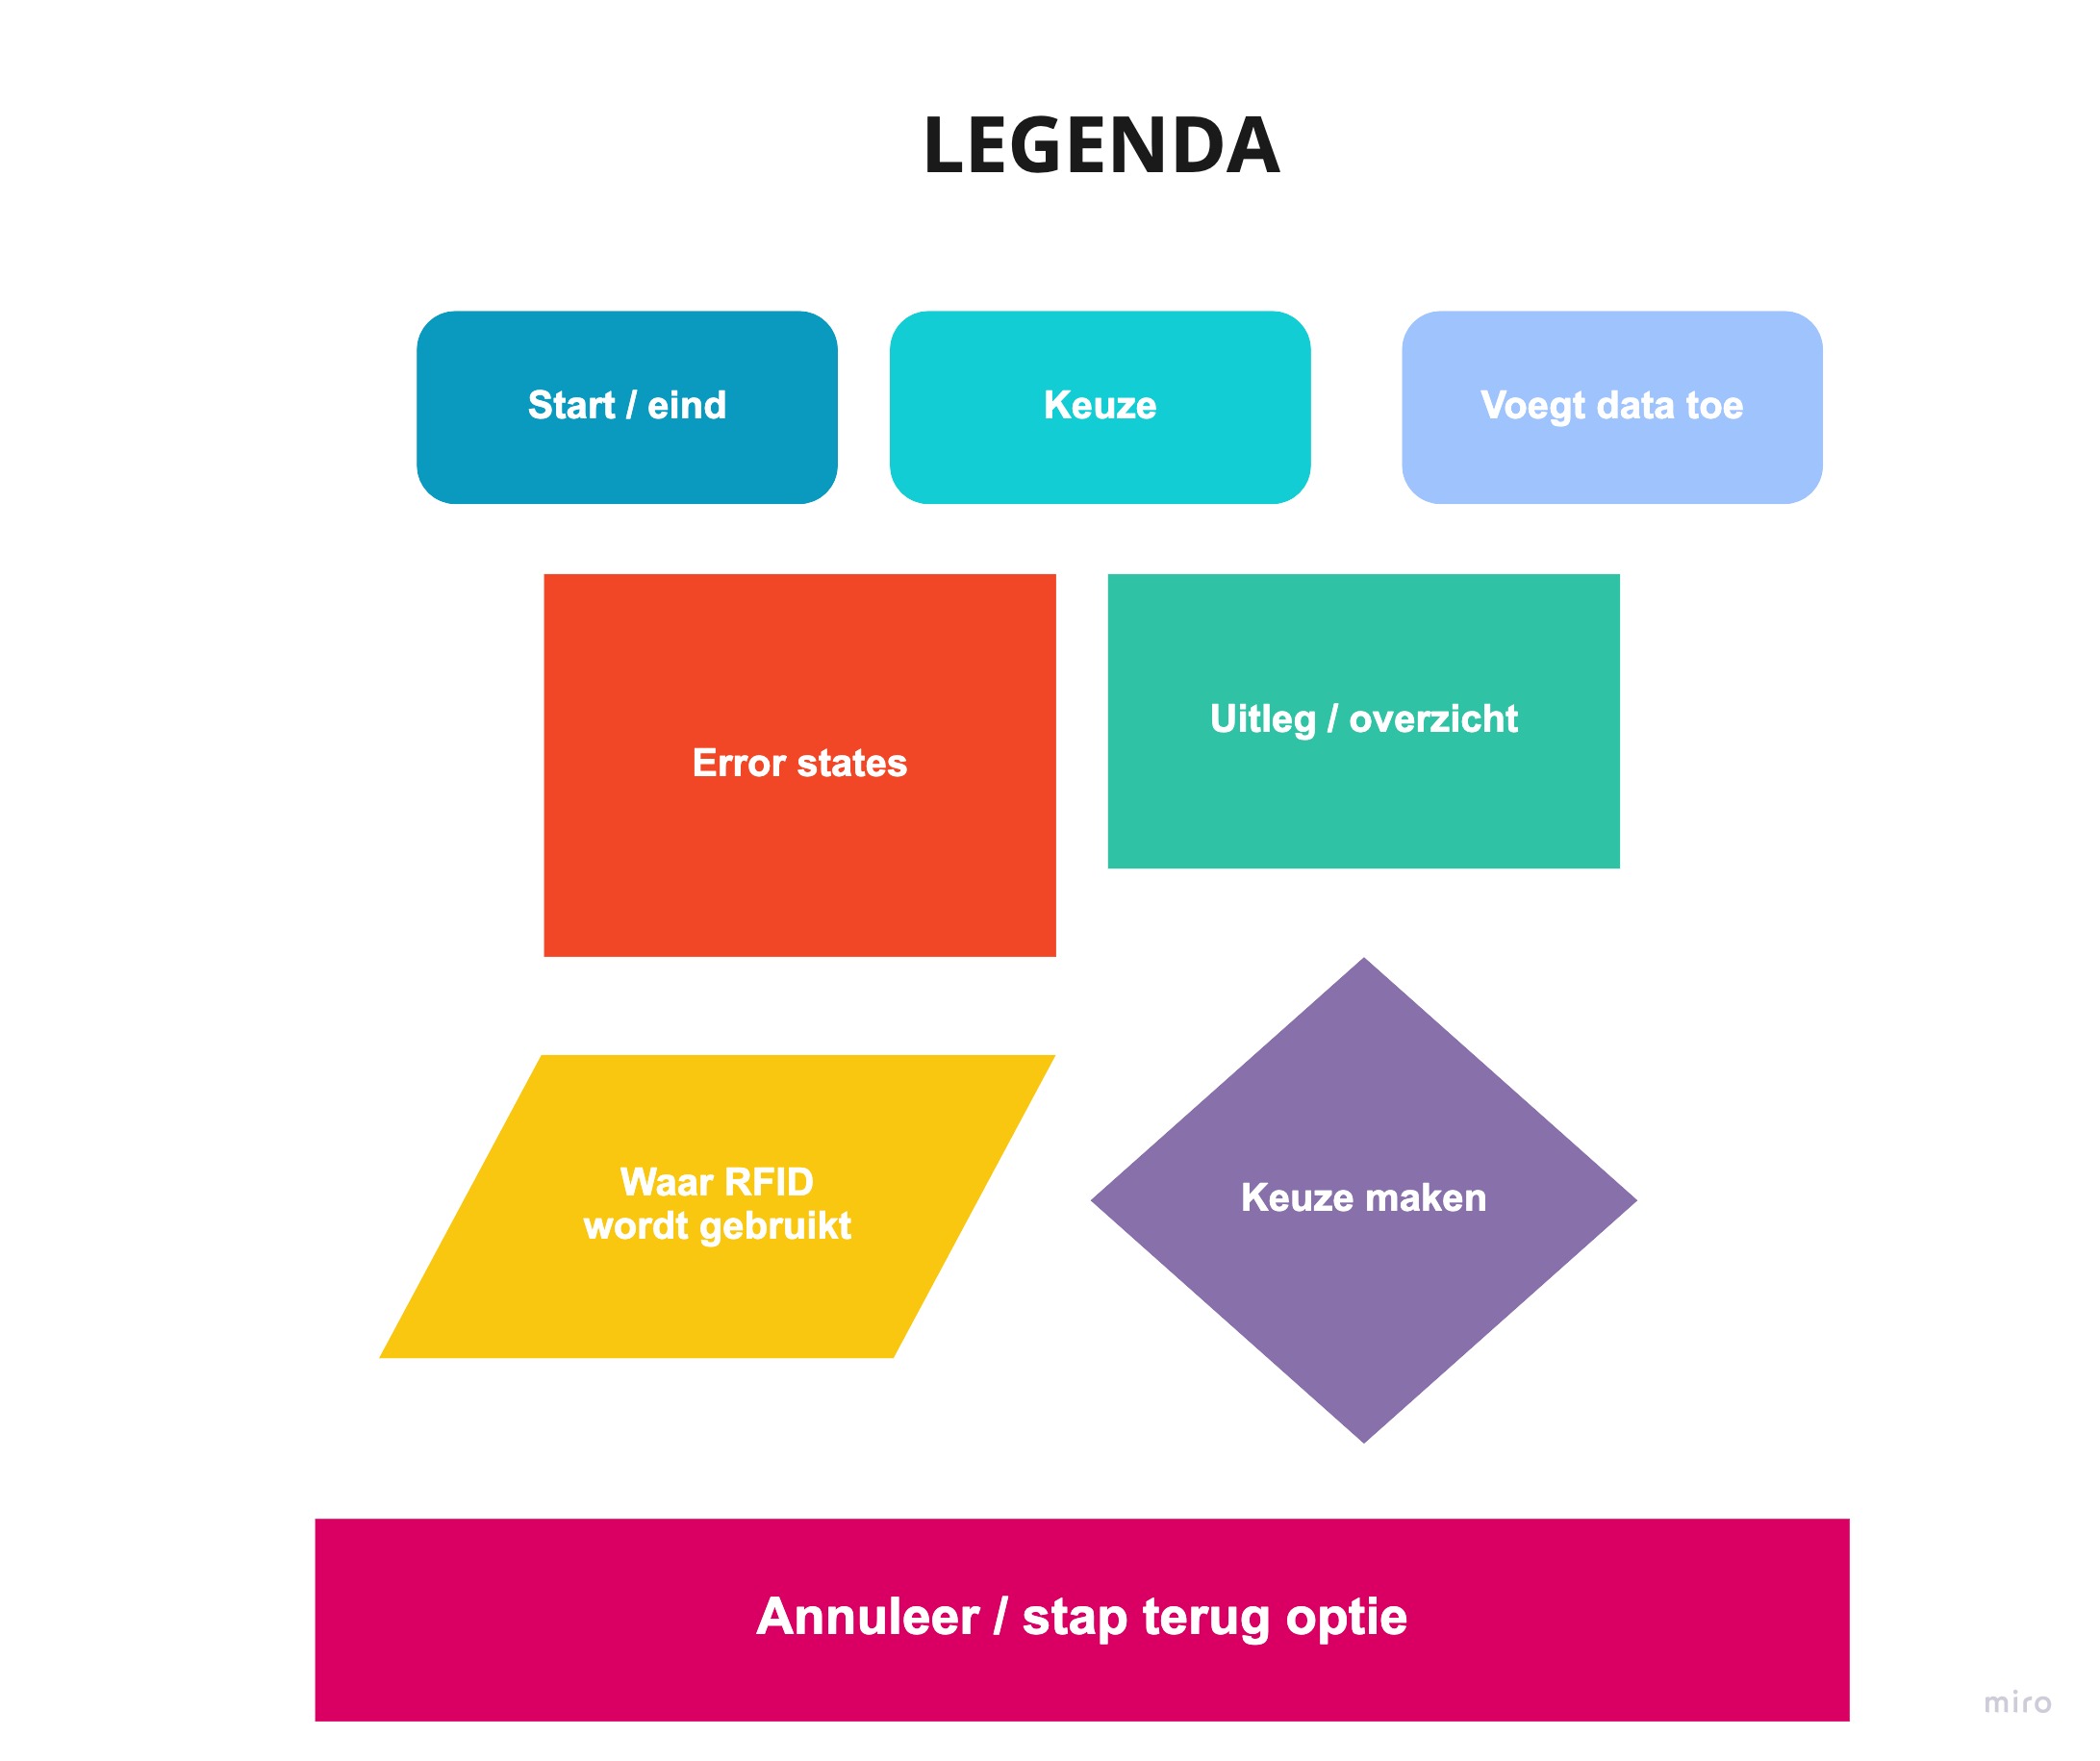 LEGENDA
Start / eind
Keuze
Voegt data toe
Error states
Uitleg / overzicht
Waar RFID
wordt gebruikt
Keuze maken
Annuleer / stap terug optie
miro